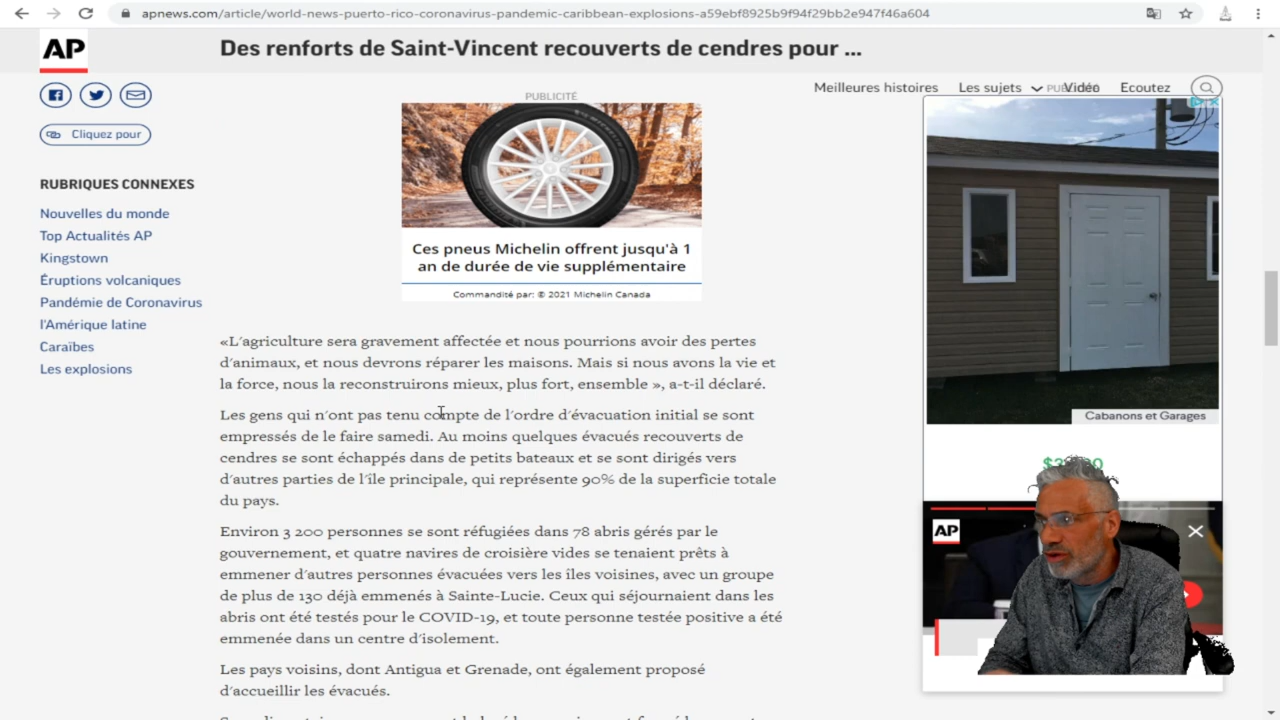 apnews.com/article/world-news-puerto-rico-coronavirus-pandemic-caribbean-explosions-a59ebf8925b9f94f29bb2e947f46a604
AP
Des renforts de Saint-Vincent recouverts de cendres pour ...
Meilleures histoires
Les sujets
Vidéo
Ecoutez
Cliquez pour
RUBRIQUES CONNEXES
Nouvelles du monde
Top Actualités AP
Kingstown
Éruptions volcaniques
Pandémie de Coronavirus
l'Amérique latine
Caraïbes
Les explosions
PUBLICITÉ
Ces pneus Michelin offrent jusqu'à 1
an de durée de vie supplémentaire
Commandité par: © 2021 Michelin Canada
«L'agriculture sera gravement affectée et nous pourrions avoir des pertes
d'animaux, et nous devrons réparer les maisons. Mais si nous avons la vie et
la force, nous la reconstruirons mieux, plus fort, ensemble », a-t-il déclaré.
Les gens qui n'ont pas tenu compte de l'ordre d'évacuation initial se sont
empressés de le faire samedi. Au moins quelques évacués recouverts de
cendres se sont échappés dans de petits bateaux et se sont dirigés vers
d'autres parties de l'île principale, qui représente 90% de la superficie totale
du pays.
Environ 3 200 personnes se sont réfugiées dans 78 abris gérés par le
gouvernement, et quatre navires de croisière vides se tenaient prêts à
emmener d'autres personnes évacuées vers les îles voisines, avec un groupe
de plus de 130 déjà emmenés à Sainte-Lucie. Ceux qui séjournaient dans les
abris ont été testés pour le COVID-19, et toute personne testée positive a été
emmenée dans un centre d'isolement.
Les pays voisins, dont Antigua et Grenade, ont également proposé
d'accueillir les évacués.
Cabanons et Garages
AP